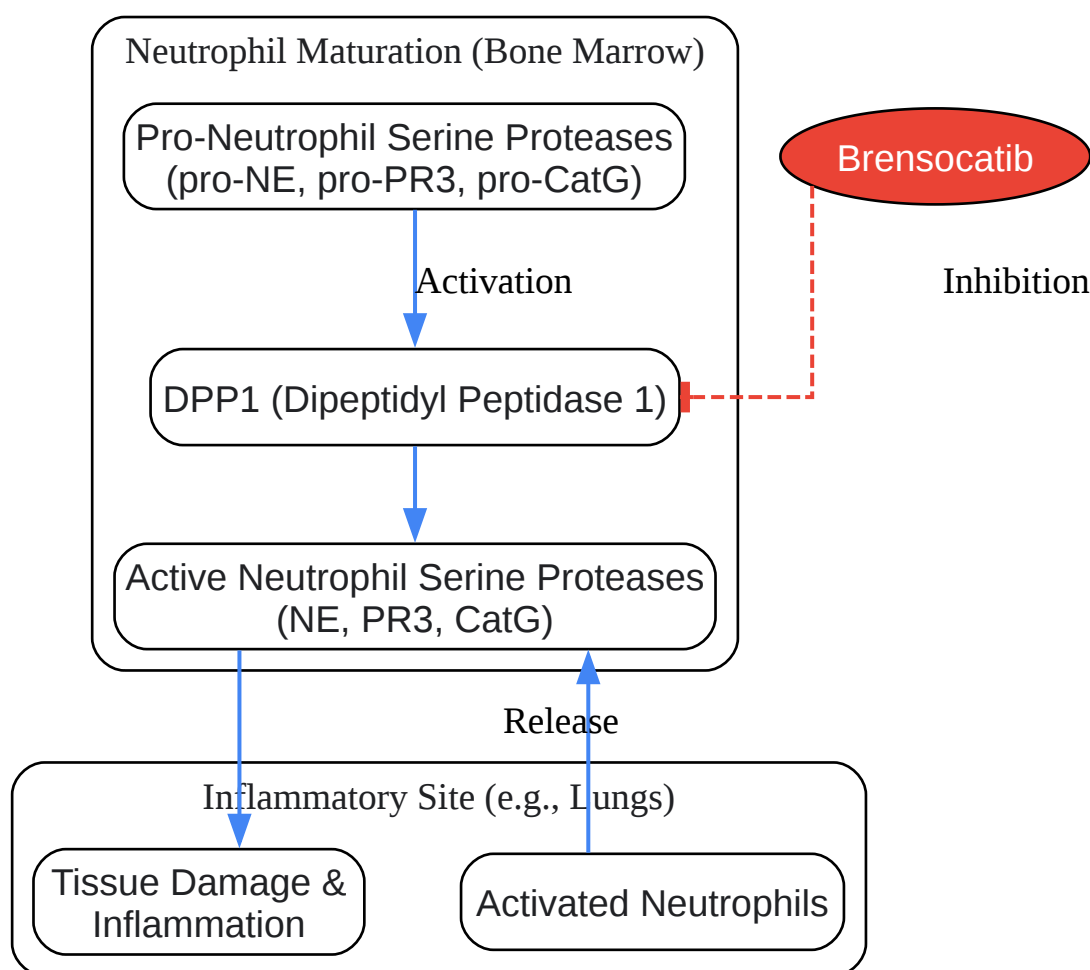 Neutrophil Maturation (Bone Marrow)
Pro-Neutrophil Serine Proteases
(pro-NE, pro-PR3, pro-CatG)
Brensocatib
Activation
Inhibition
DPP1 (Dipeptidyl Peptidase 1)
Active Neutrophil Serine Proteases
(NE, PR3, CatG)
Release
Inflammatory Site (e.g., Lungs)
Tissue Damage &
Inflammation
Activated Neutrophils